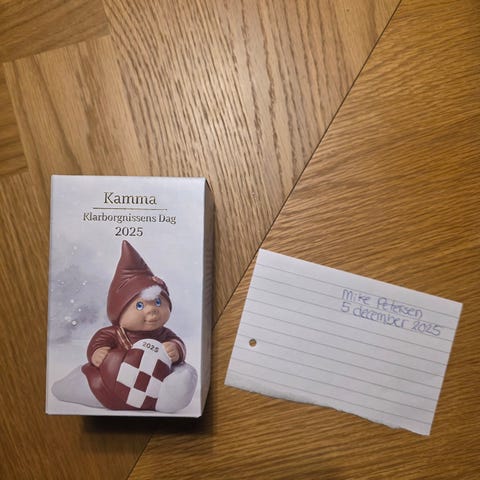 Kamma
Klarborgnissens Dag
2025
2025
Mike Petersen
5 december 2025